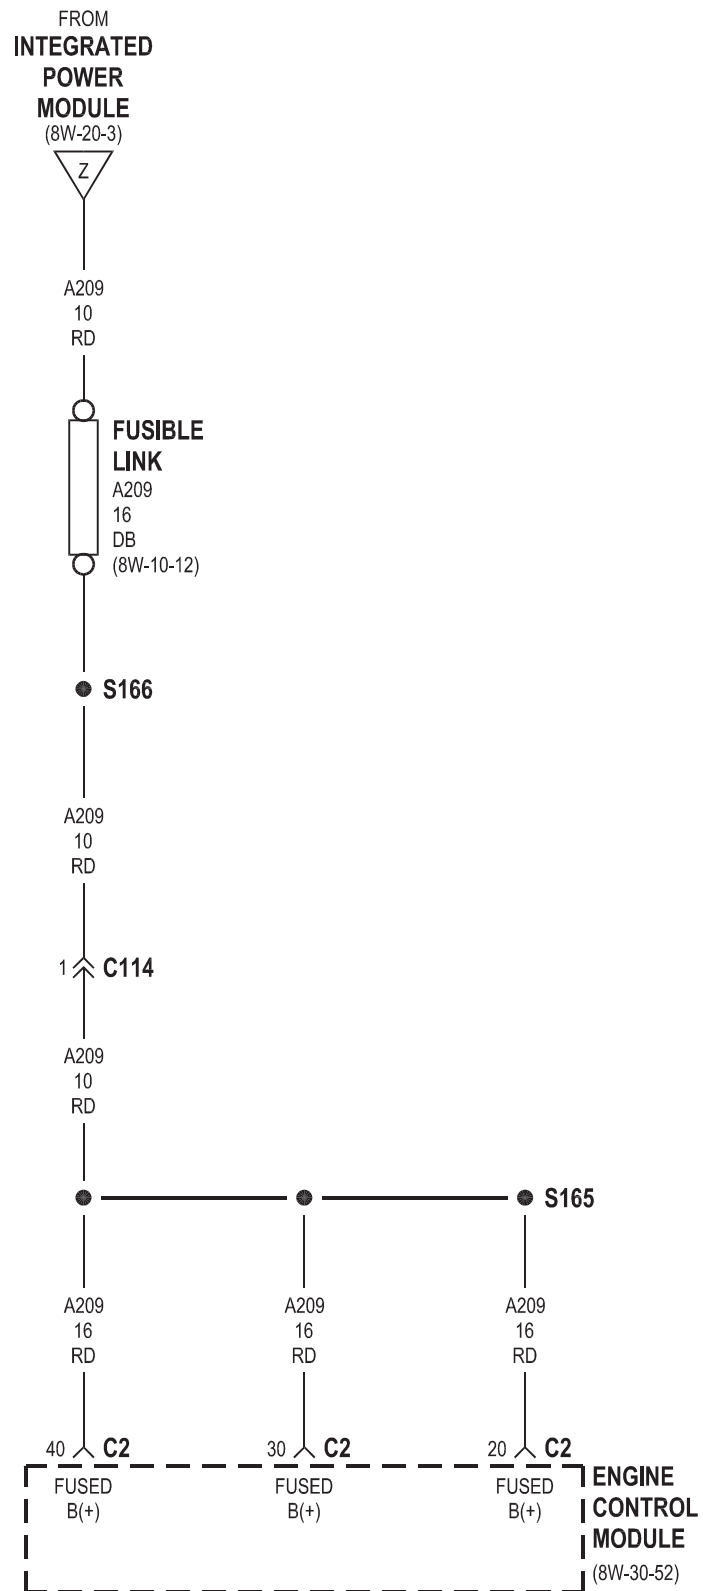 FROM
INTEGRATED
POWER
MODULE
(8W-20-3)
Z
A209
10
RD
FUSIBLE
LINK
A209
16
DB
(8W-10-12)
S166
A209
10
RD
1 C114
A209
10
RD
S165
A209 A209 A209
16 16 16
RD RD RD
40 C2 30 C2 20 C2
FUSED FUSED FUSED
B(+) B(+) B(+)
ENGINE
CONTROL
MODULE
(8W-30-52)